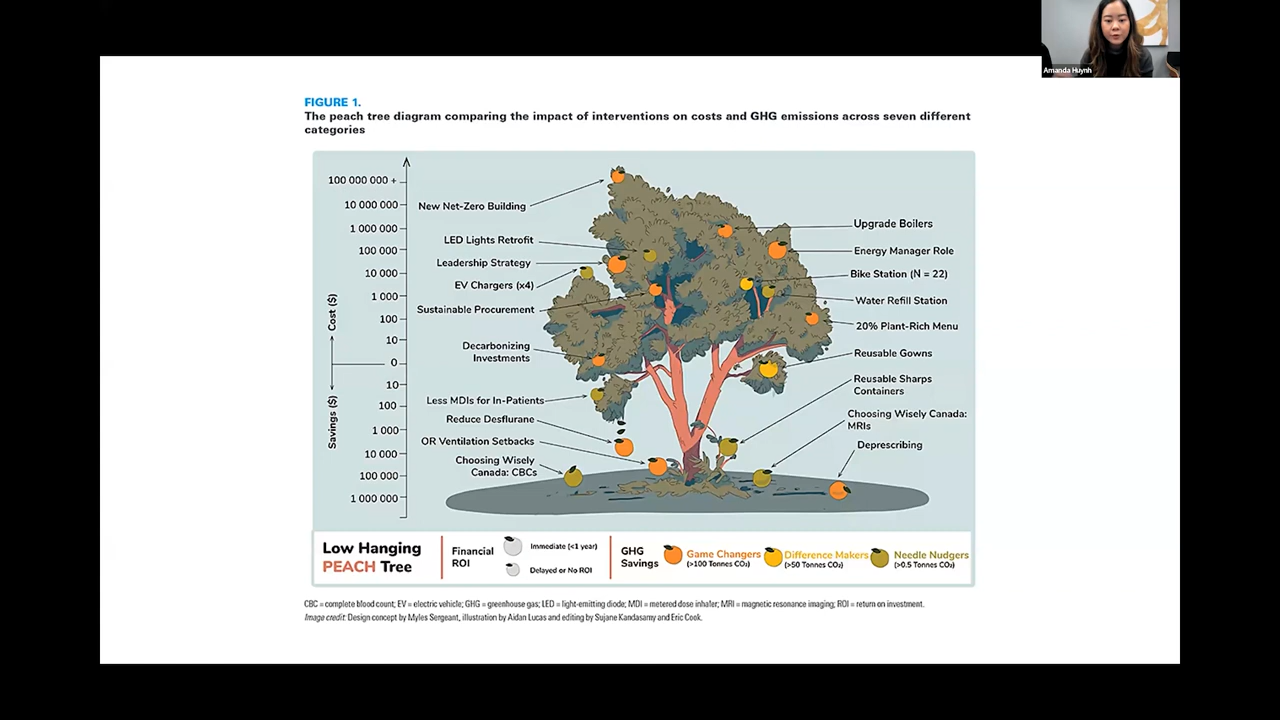 Amanda Huynh
FIGURE 1.
The peach tree diagram comparing the impact of interventions on costs and GHG emissions across seven different
categories
100 000 000 +
10 000 000
1 000 000
100 000
10 000
1 000
100
10
0
10
100
1 000
10 000
100 000
1 000 000
Cost ($)
Savings ($)
New Net-Zero Building
LED Lights Retrofit
Leadership Strategy
EV Chargers (x4)
Sustainable Procurement
Decarbonizing
Investments
Less MDIs for In-Patients
Reduce Desflurane
OR Ventilation Setbacks
Choosing Wisely
Canada: CBCs
Upgrade Boilers
Energy Manager Role
Bike Station (N = 22)
Water Refill Station
20% Plant-Rich Menu
Reusable Gowns
Reusable Sharps
Containers
Choosing Wisely Canada:
MRIs
Deprescribing
Low Hanging
PEACH Tree
Financial
ROI
Immediate (<1 year)
Delayed or No ROI
GHG
Savings
Game Changers
(>100 Tonnes CO₂)
Difference Makers
(>50 Tonnes CO₂)
Needle Nudgers
(>0.5 Tonnes CO₂)
CBC = complete blood count; EV = electric vehicle; GHG = greenhouse gas; LED = light-emitting diode; MDI = metered dose inhaler; MRI = magnetic resonance imaging; ROI = return on investment.
Image credit: Design concept by Myles Sergeant, illustration by Aidan Lucas and editing by Sujane Kandasamy and Eric Cook.